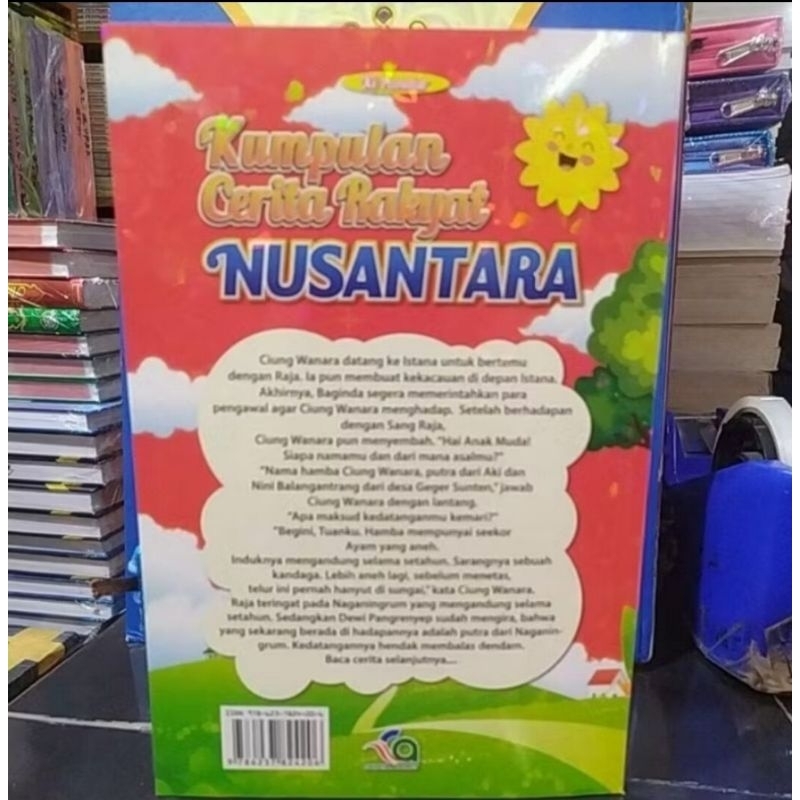 Kumpulan
Cerita Rakyat
NUSANTARA
Ciung Wanara datang ke Istana untuk bertemu
dengan Raja. Ia pun membuat kekacauan di depan Istana.
Akhirnya, Baginda segera memerintahkan para
pengawal agar Ciung Wanara menghadap. Setelah berhadapan
dengan Sang Raja,
Ciung Wanara pun menyembah. "Hai Anak Muda!
Siapa namamu dan dari mana asalmu?"
"Nama hamba Ciung Wanara, putra dari Aki dan
Nini Balangantrang dari desa Geger Sunten," jawab
Ciung Wanara dengan lantang.
"Apa maksud kedatanganmu kemari?"
"Begini, Tuanku. Hamba mempunyai seekor
Ayam yang aneh.
Induknya mengandung selama setahun. Sarangnya sebuah
kandaga. Lebih aneh lagi, sebelum menetas,
telur ini pernah hanyut di sungai," kata Ciung Wanara.
Raja teringat pada Naganingrum yang mengandung selama
setahun. Sedangkan Dewi Pangrenyep sudah mengira, bahwa
yang sekarang berada di hadapannya adalah putra dari Nagani-
ngrum. Kedatangannya hendak membalas dendam.
Baca cerita selanjutnya....